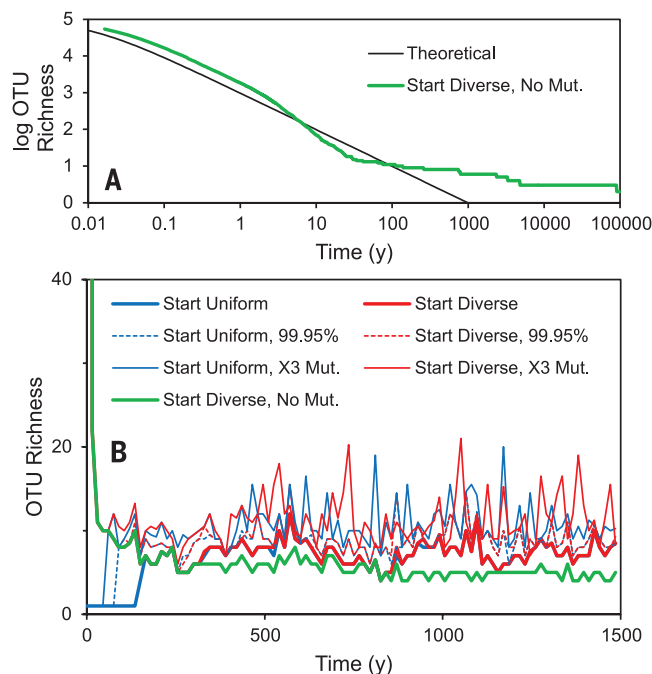 5
4
3
2
1
0
log OTU
Richness
Theoretical
Start Diverse, No Mut.
A
0.01 0.1 1 10 100 1000 10000 100000
Time (y)
40
20
0
OTU Richness
Start Uniform Start Diverse
Start Uniform, 99.95% Start Diverse, 99.95%
Start Uniform, X3 Mut. Start Diverse, X3 Mut.
Start Diverse, No Mut.
B
0 500 1000 1500
Time (y)